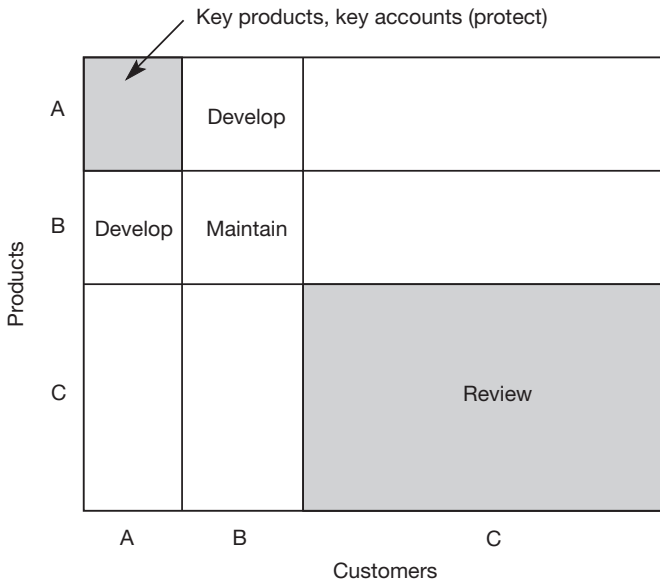 Key products, key accounts (protect)
A
Develop
B
Develop
Maintain
Products
C
Review
A
B
C
Customers